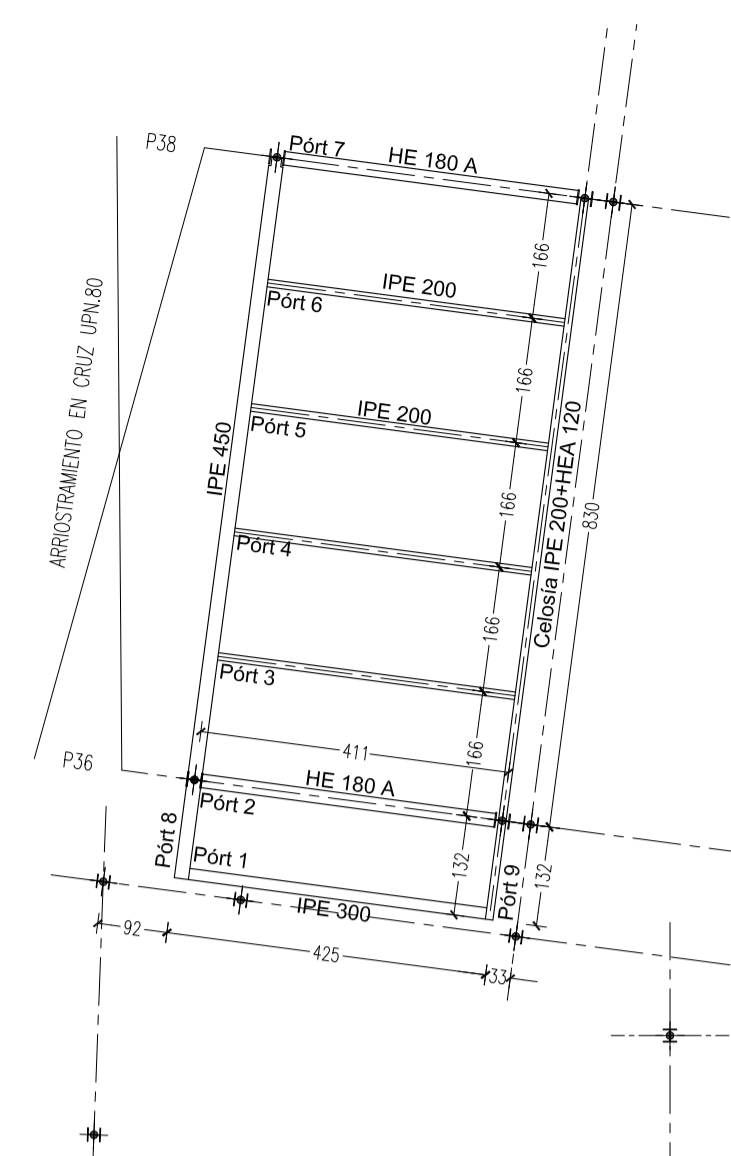 P38
Pórt 7
HE 180 A
166
IPE 200
Pórt 6
166
IPE 200
Pórt 5
166
IPE 450
ARRIOSTRAMIENTO EN CRUZ UPN.80
Celosía IPE 200+HEA 120
830
Pórt 4
166
Pórt 3
166
411
P36
HE 180 A
Pórt 2
Pórt 8
Pórt 1
132
Pórt 9
132
IPE 300
92
425
33